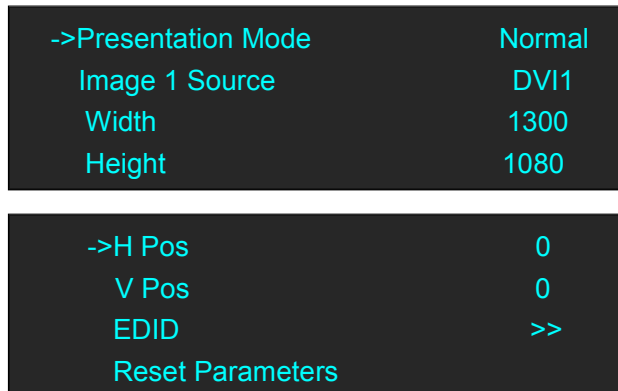 ->Presentation Mode Normal
Image 1 Source DVI1
Width 1300
Height 1080
->H Pos 0
V Pos 0
EDID >>
Reset Parameters